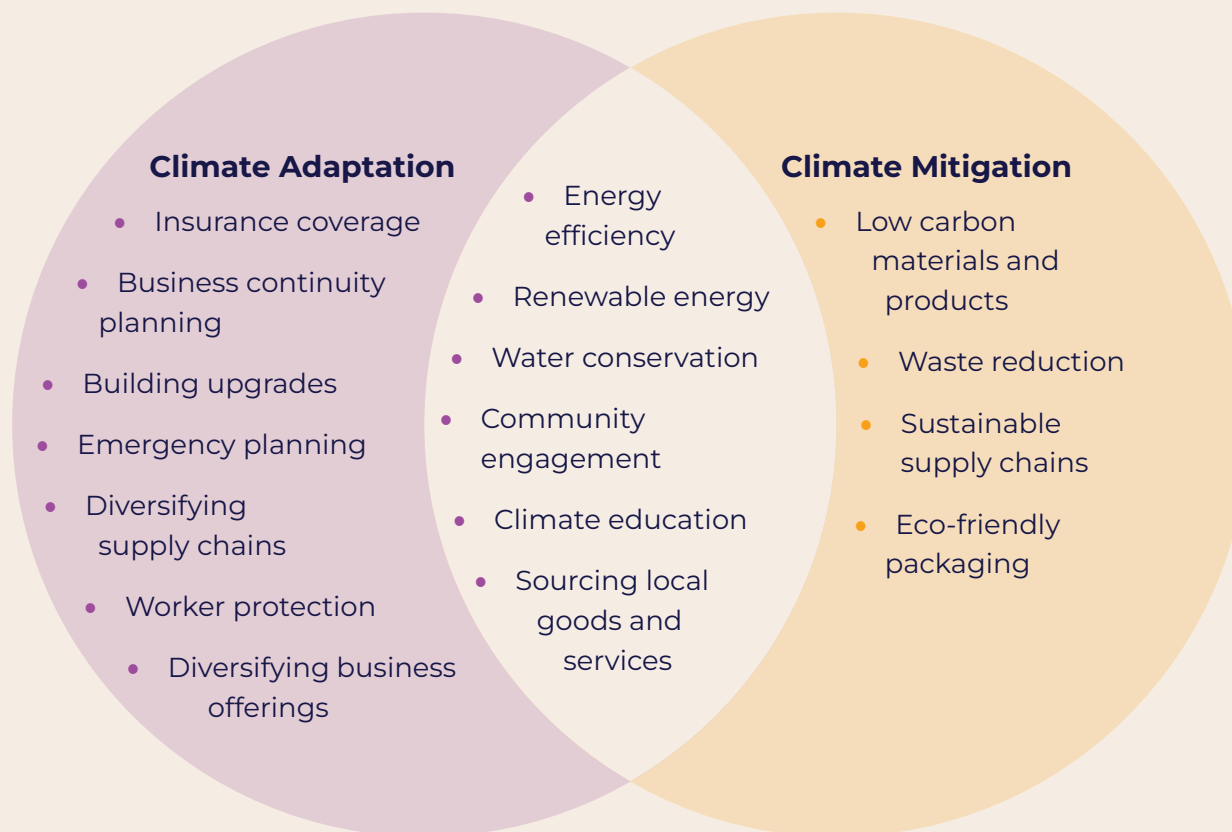 Climate Adaptation
• Insurance coverage
• Business continuity
planning
• Building upgrades
• Emergency planning
• Diversifying
supply chains
• Worker protection
• Diversifying business
offerings
• Energy
efficiency
• Renewable energy
• Water conservation
• Community
engagement
• Climate education
• Sourcing local
goods and
services
Climate Mitigation
• Low carbon
materials and
products
• Waste reduction
• Sustainable
supply chains
• Eco-friendly
packaging